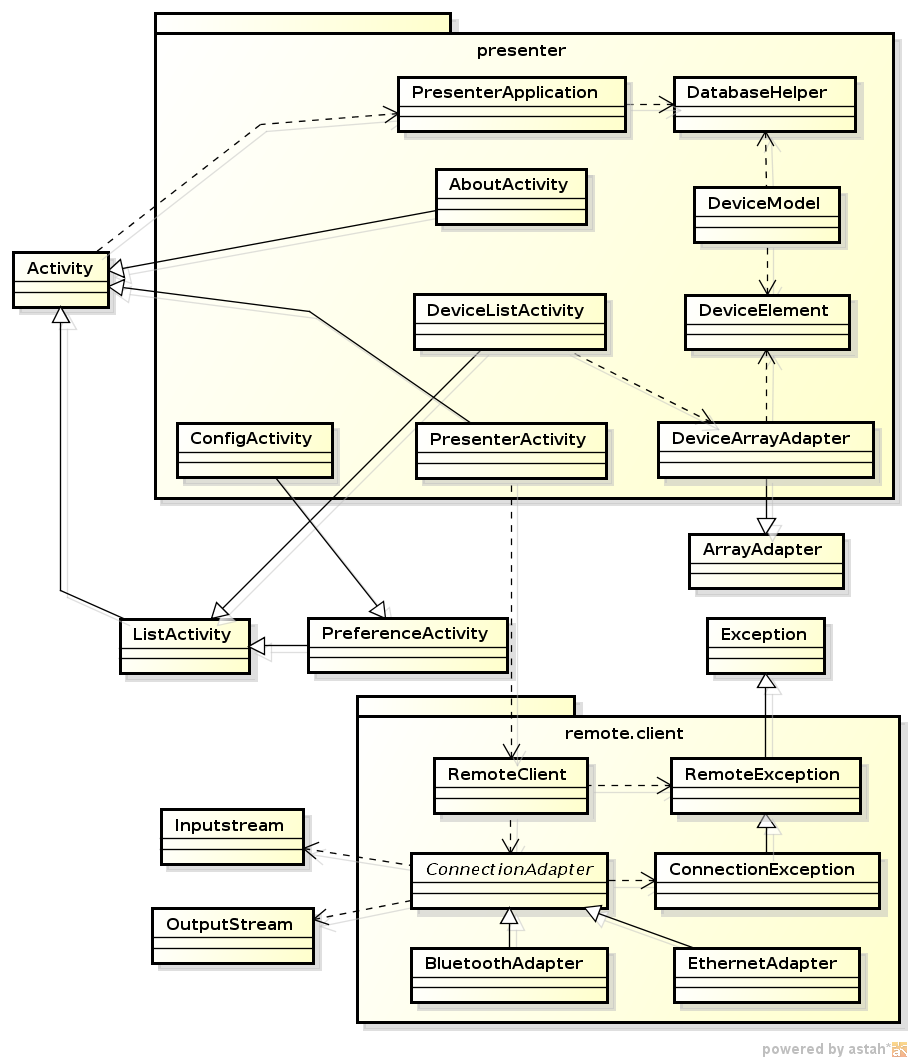 presenter
PresenterApplication
DatabaseHelper
AboutActivity
DeviceModel
Activity
DeviceListActivity
DeviceElement
ConfigActivity
PresenterActivity
DeviceArrayAdapter
ArrayAdapter
ListActivity
PreferenceActivity
Exception
remote.client
RemoteClient
RemoteException
Inputstream
ConnectionAdapter
ConnectionException
OutputStream
BluetoothAdapter
EthernetAdapter
powered by astah*